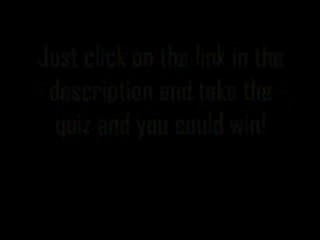 Just click on the link in the
description and take the
quiz and you could win!